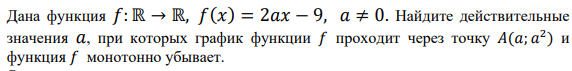 Дана функция f: ℝ → ℝ, f(x) = 2ax − 9, a ≠ 0. Найдите действительные
значения a, при которых график функции f проходит через точку A(a; a²) и
функция f монотонно убывает.